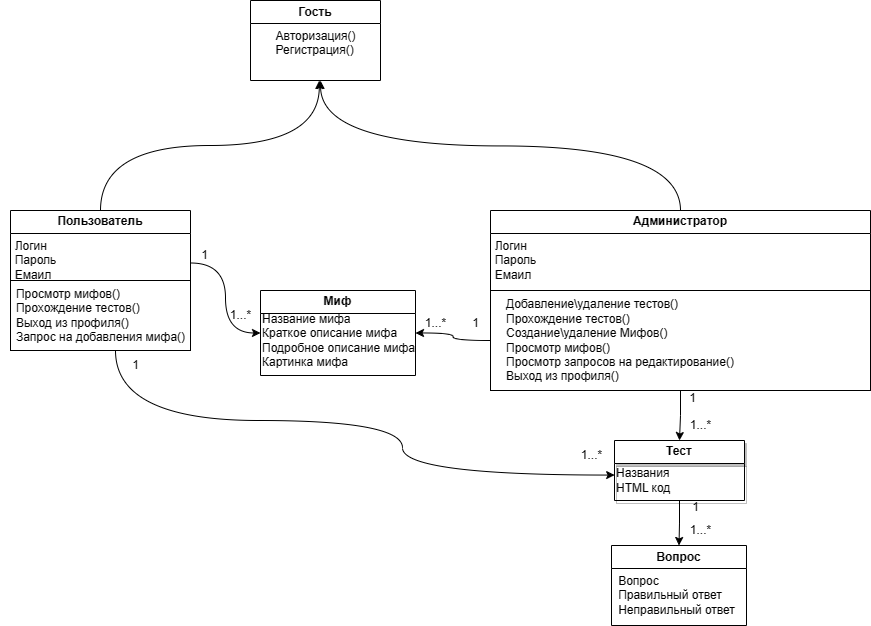 Гость
Авторизация()
Регистрация()
Пользователь
Логин
Пароль
Емаил
Просмотр мифов()
Прохождение тестов()
Выход из профиля()
Запрос на добавления мифа()
1
1...*
Миф
Название мифа
Краткое описание мифа
Подробное описание мифа
Картинка мифа
1...*
1
Администратор
Логин
Пароль
Емаил
Добавление\удаление тестов()
Прохождение тестов()
Создание\удаление Мифов()
Просмотр мифов()
Просмотр запросов на редактирование()
Выход из профиля()
1
1...*
1
1...*
Тест
Названия
HTML код
1
1...*
Вопрос
Вопрос
Правильный ответ
Неправильный ответ